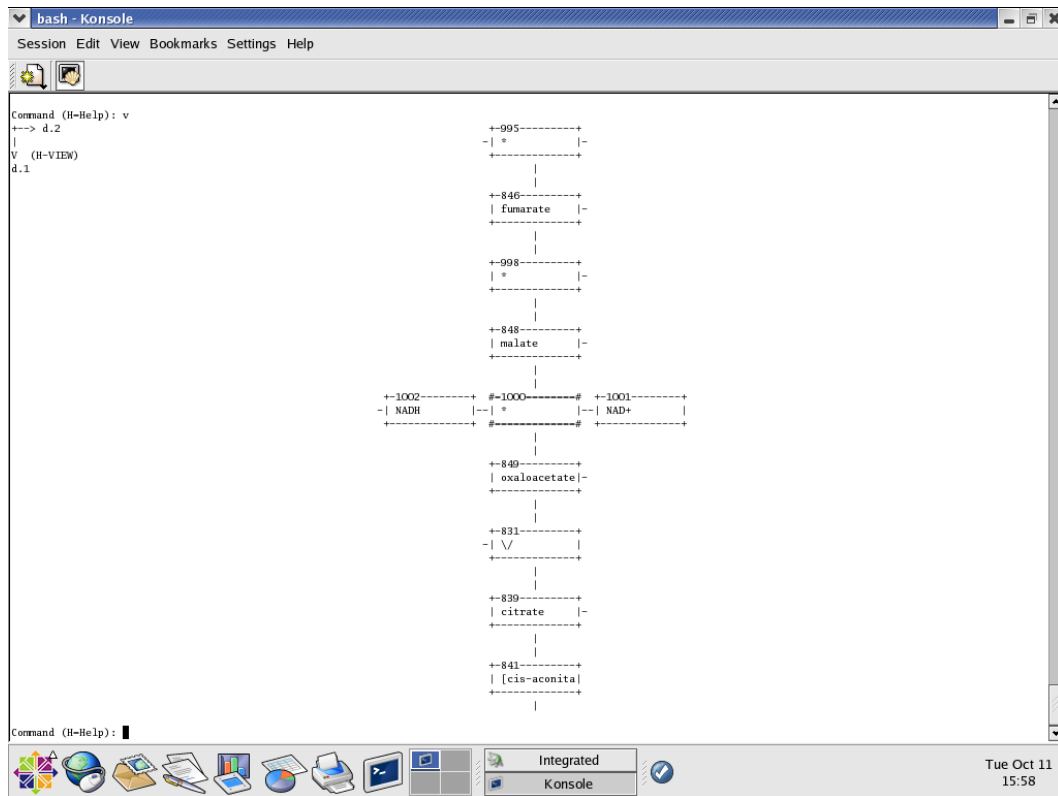 bash - Konsole
Session Edit View Bookmarks Settings Help
Command (H=Help): v
+--> d.2
|
V (H-VIEW)
d.1
+-995---------+
-| * |-
+-------------+
|
|
+-846---------+
| fumarate |-
+-------------+
|
|
+-998---------+
| * |-
+-------------+
|
|
+-848---------+
| malate |-
+-------------+
|
|
+-1002--------+ #-1000--------# +-1001--------+
-| NADH |--| * |--| NAD+ |
+-------------+ #-------------# +-------------+
|
|
+-849---------+
| oxaloacetate|-
+-------------+
|
|
+-831---------+
-| \/ |
+-------------+
|
|
+-839---------+
| citrate |-
+-------------+
|
|
+-841---------+
| [cis-aconita|
+-------------+
|
Command (H=Help):
Integrated
Konsole
Tue Oct 11
15:58